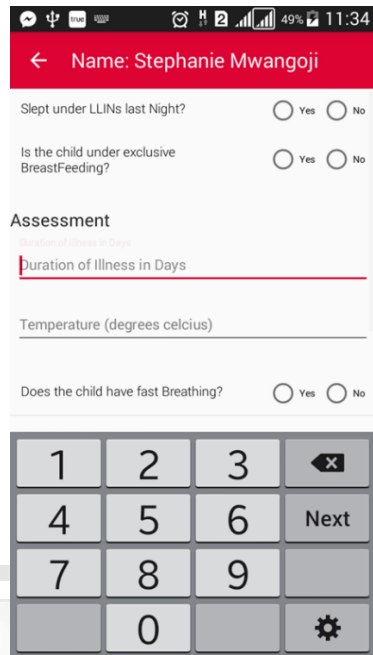 true 2 49% 11:34
Name: Stephanie Mwangoji
Slept under LLINs last Night? Yes No
Is the child under exclusive
BreastFeeding? Yes No
Assessment
Duration of Illness in Days
Duration of Illness in Days
Temperature (degrees celcius)
Does the child have fast Breathing? Yes No
1 2 3
4 5 6 Next
7 8 9
0